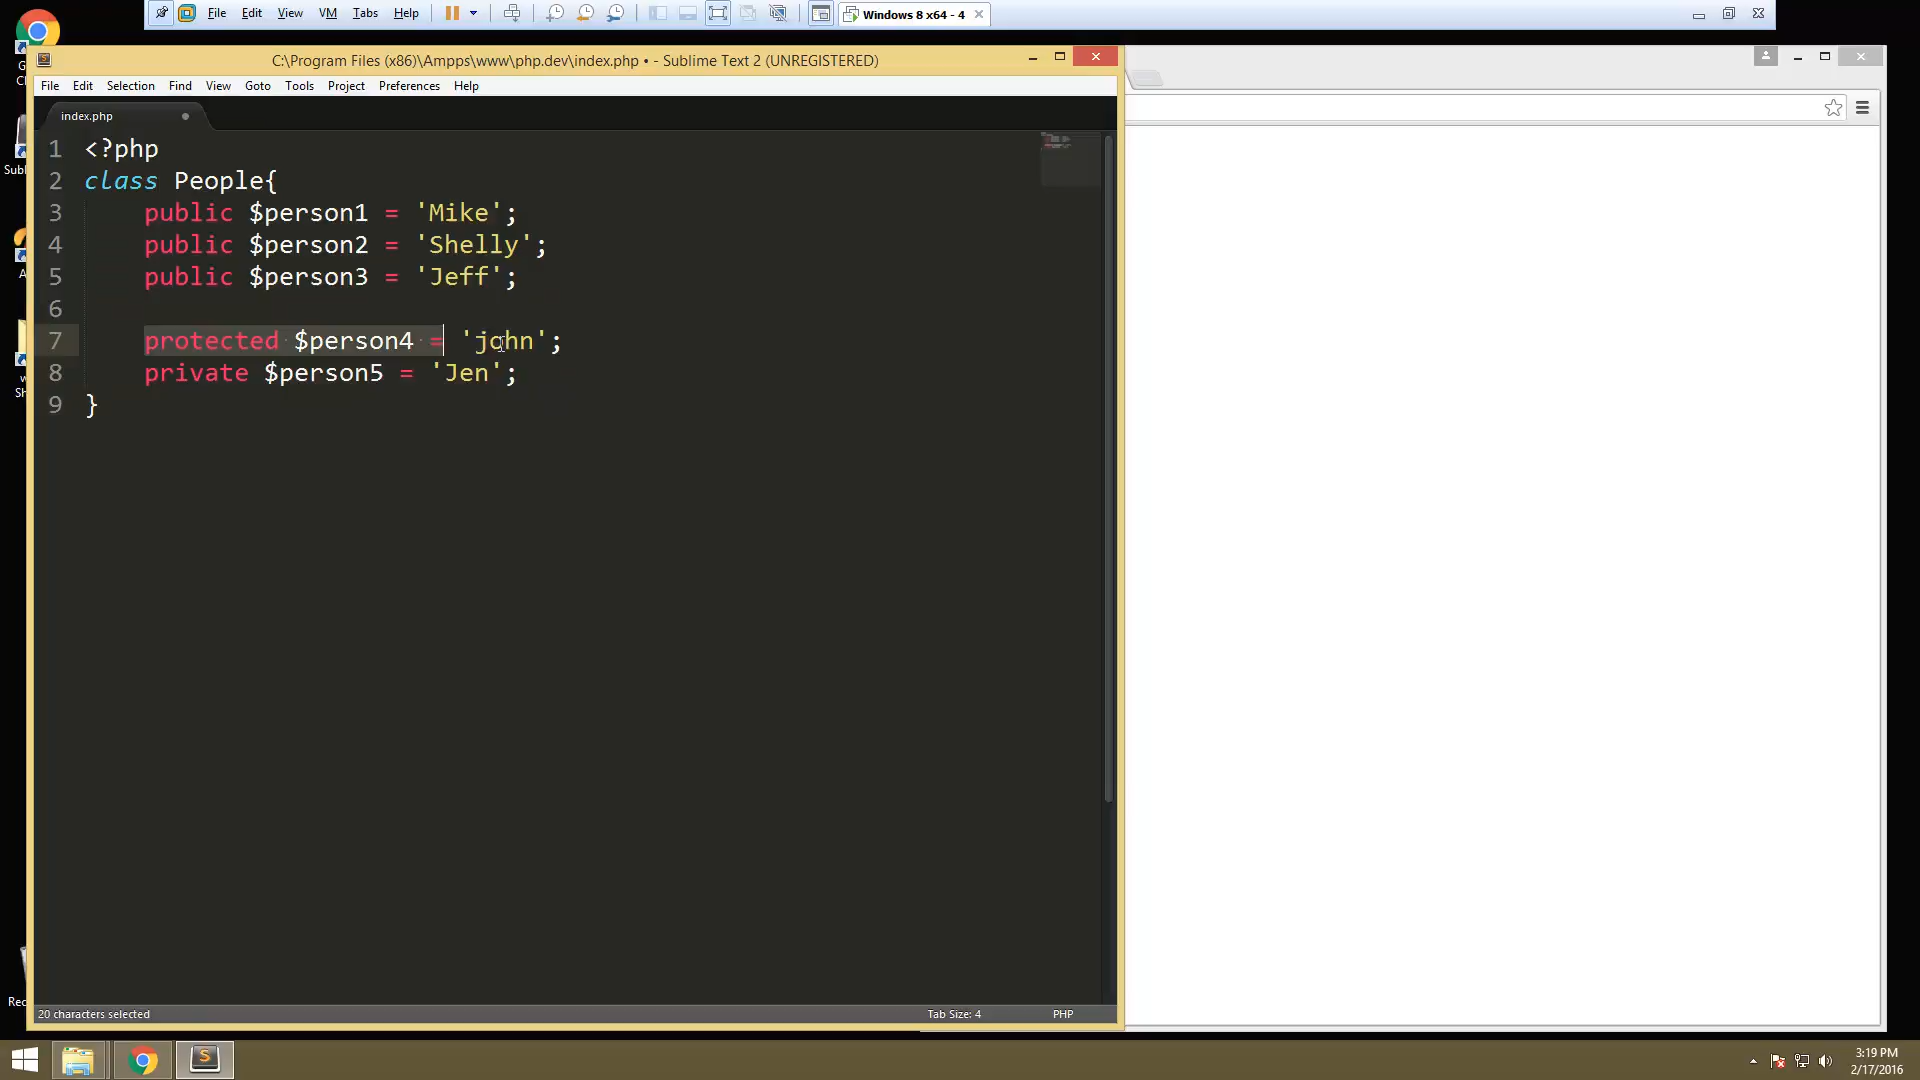 File Edit View VM Tabs Help
Windows 8 x64 - 4
C:\Program Files (x86)\Ampps\www\php.dev\index.php • - Sublime Text 2 (UNREGISTERED)
File Edit Selection Find View Goto Tools Project Preferences Help
index.php
1 <?php
2 class People{
3 public $person1 = 'Mike';
4 public $person2 = 'Shelly';
5 public $person3 = 'Jeff';
6
7 protected $person4 = 'john';
8 private $person5 = 'Jen';
9 }
20 characters selected
Tab Size: 4
PHP
3:19 PM
2/17/2016